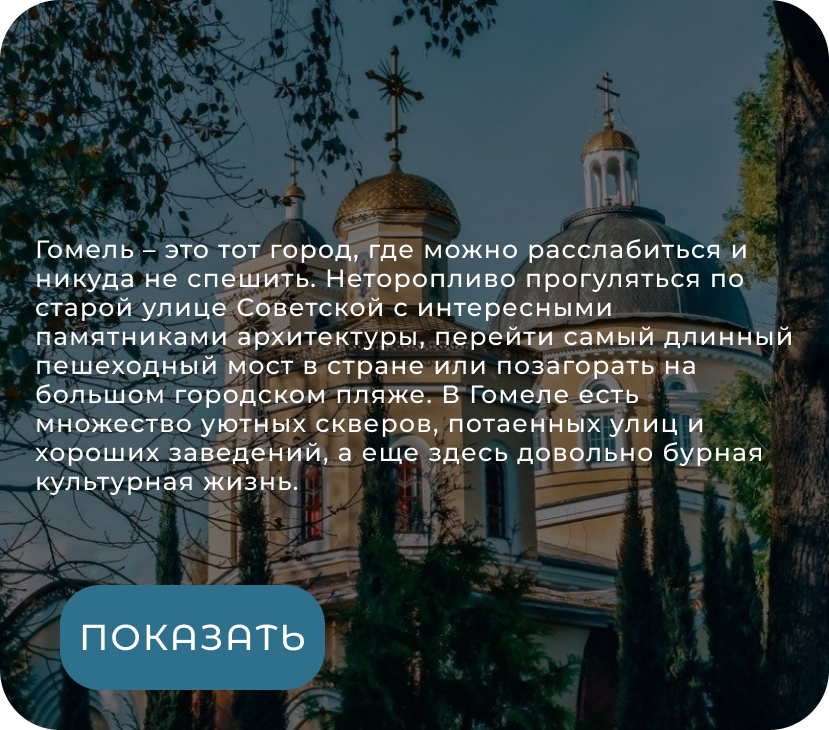 Гомель – это тот город, где можно расслабиться и
никуда не спешить. Неторопливо прогуляться по
старой улице Советской с интересными
памятниками архитектуры, перейти самый длинный
пешеходный мост в стране или позагорать на
большом городском пляже. В Гомеле есть
множество уютных скверов, потаенных улиц и
хороших заведений, а еще здесь довольно бурная
культурная жизнь.
ПОКАЗАТЬ